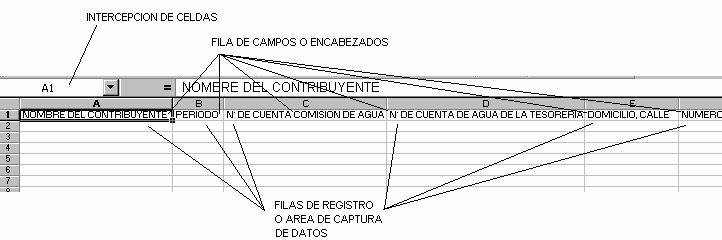 INTERCEPCION DE CELDAS
FILA DE CAMPOS O ENCABEZADOS
A1 = NOMERE DEL CONTRIBUYENTE
A B C D E
1 NOMBRE DEL CONTRIBUYENTE PERIODO N' DE CUENTA COMISION DE AGUA N' DE CUENTA DE AGUA DE LA TESORERIA DOMICILIO, CALLE NUMERO
2
3
4
5
6
7
8
FILAS DE REGISTRO
O AREA DE CAPTURA
DE DATOS